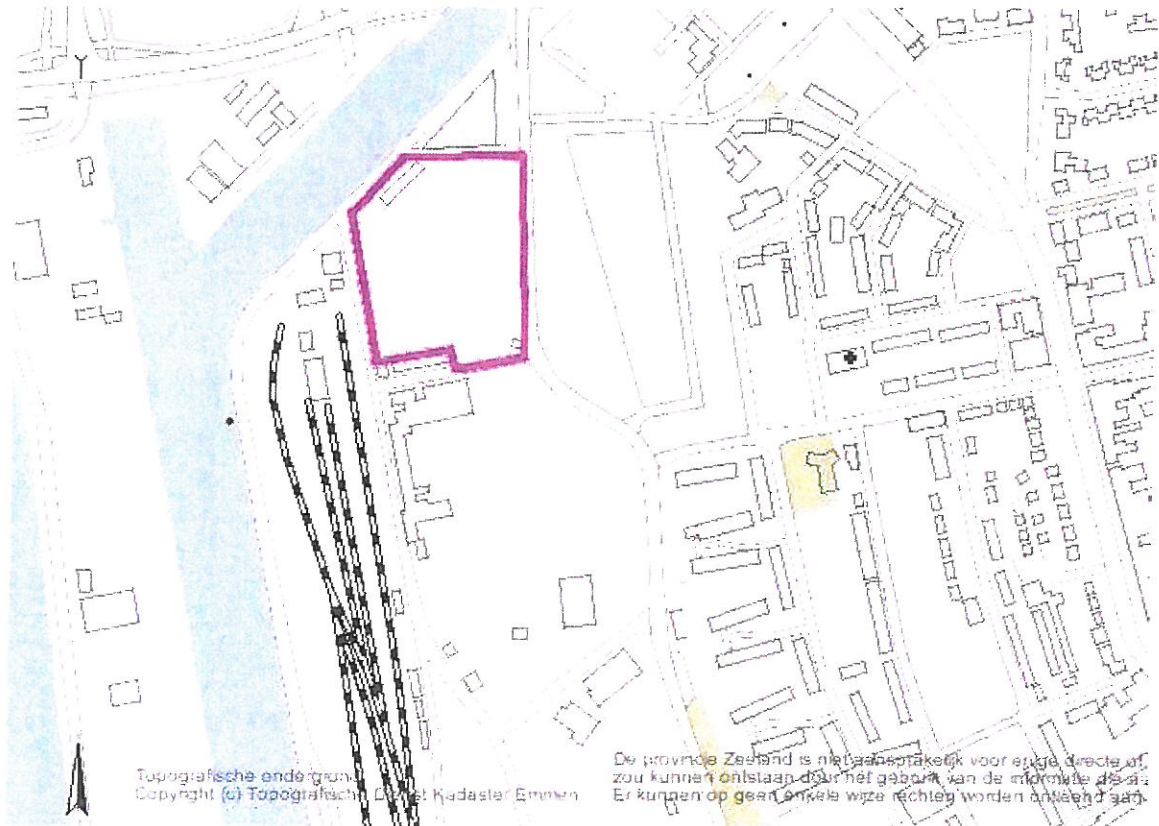 Topografische ondergrond
Copyright (c) Topografische Dienst Kadaster Emmen
De provincie Zeeland is niet aansprakelijk voor enige directe of
zou kunnen ontstaan door het gebruik van de informatie die
Er kunnen op geen enkele wijze rechten worden ontleend aan